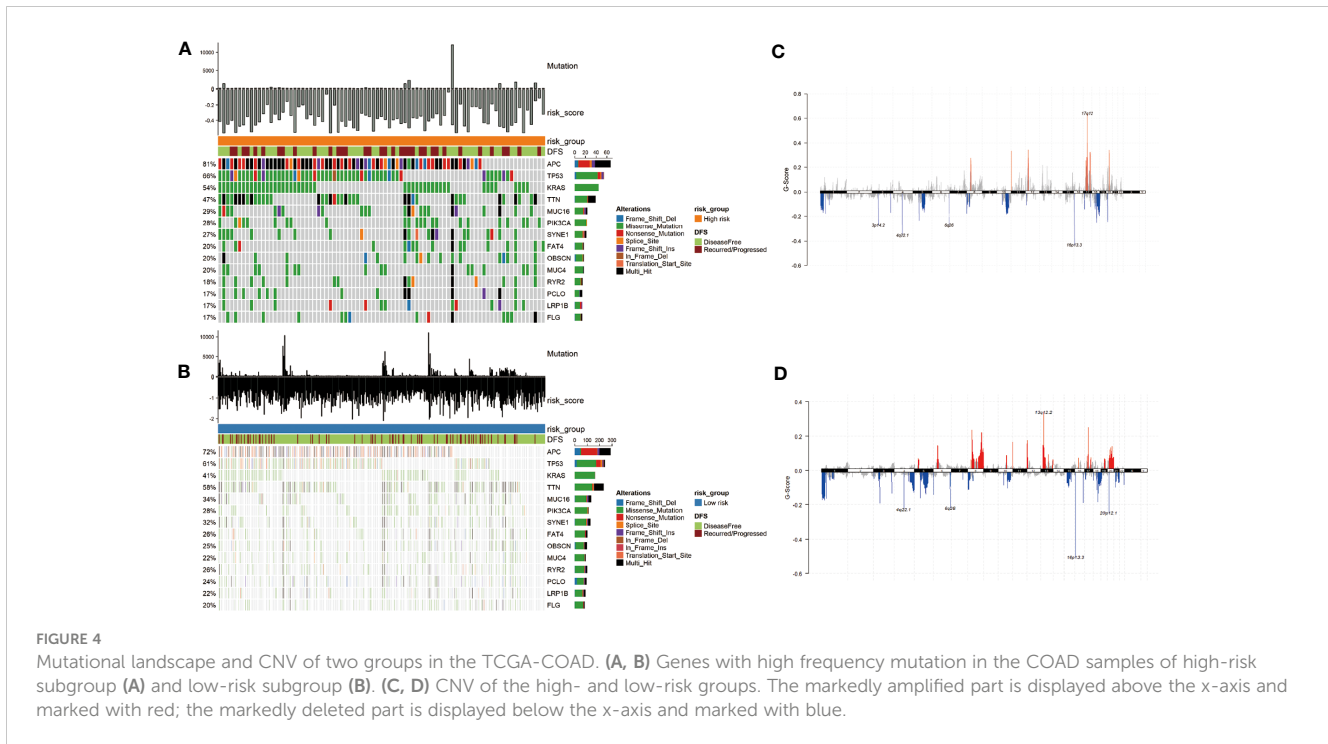 A
10000
5000
0
Mutation
-0.2
-0.4
risk_score
risk_group
DFS
0 20 40 60
81% APC
66% TP53
54% KRAS
47% TTN
29% MUC16
28% PIK3CA
27% SYNE1
20% FAT4
20% OBSCN
20% MUC4
18% RYR2
17% PCLO
17% LRP1B
17% FLG
Alterations
Frame_Shift_Del
Missense_Mutation
Nonsense_Mutation
Splice_Site
Frame_Shift_Ins
In_Frame_Del
Translation_Start_Site
Multi_Hit
risk_group
High risk
DFS
DiseaseFree
Recurred/Progressed
B
10000
5000
0
Mutation
-1
-2
risk_score
risk_group
DFS
0 100 200 300
72% APC
61% TP53
41% KRAS
58% TTN
34% MUC16
28% PIK3CA
32% SYNE1
26% FAT4
25% OBSCN
22% MUC4
26% RYR2
24% PCLO
22% LRP1B
20% FLG
Alterations
Frame_Shift_Del
Missense_Mutation
Nonsense_Mutation
Splice_Site
Frame_Shift_Ins
In_Frame_Del
In_Frame_Ins
Translation_Start_Site
Multi_Hit
risk_group
Low risk
DFS
DiseaseFree
Recurred/Progressed
C
G-Score
0.8
0.6
0.4
0.2
0.0
-0.2
-0.4
-0.6
17q12
3p14.2
4q22.1
6q26
16p13.3
D
G-Score
0.4
0.2
0.0
-0.2
-0.4
-0.6
13q12.2
4q22.1
6q26
20p12.1
16p13.3
FIGURE 4
Mutational landscape and CNV of two groups in the TCGA-COAD. (A, B) Genes with high frequency mutation in the COAD samples of high-risk
subgroup (A) and low-risk subgroup (B). (C, D) CNV of the high- and low-risk groups. The markedly amplified part is displayed above the x-axis and
marked with red; the markedly deleted part is displayed below the x-axis and marked with blue.